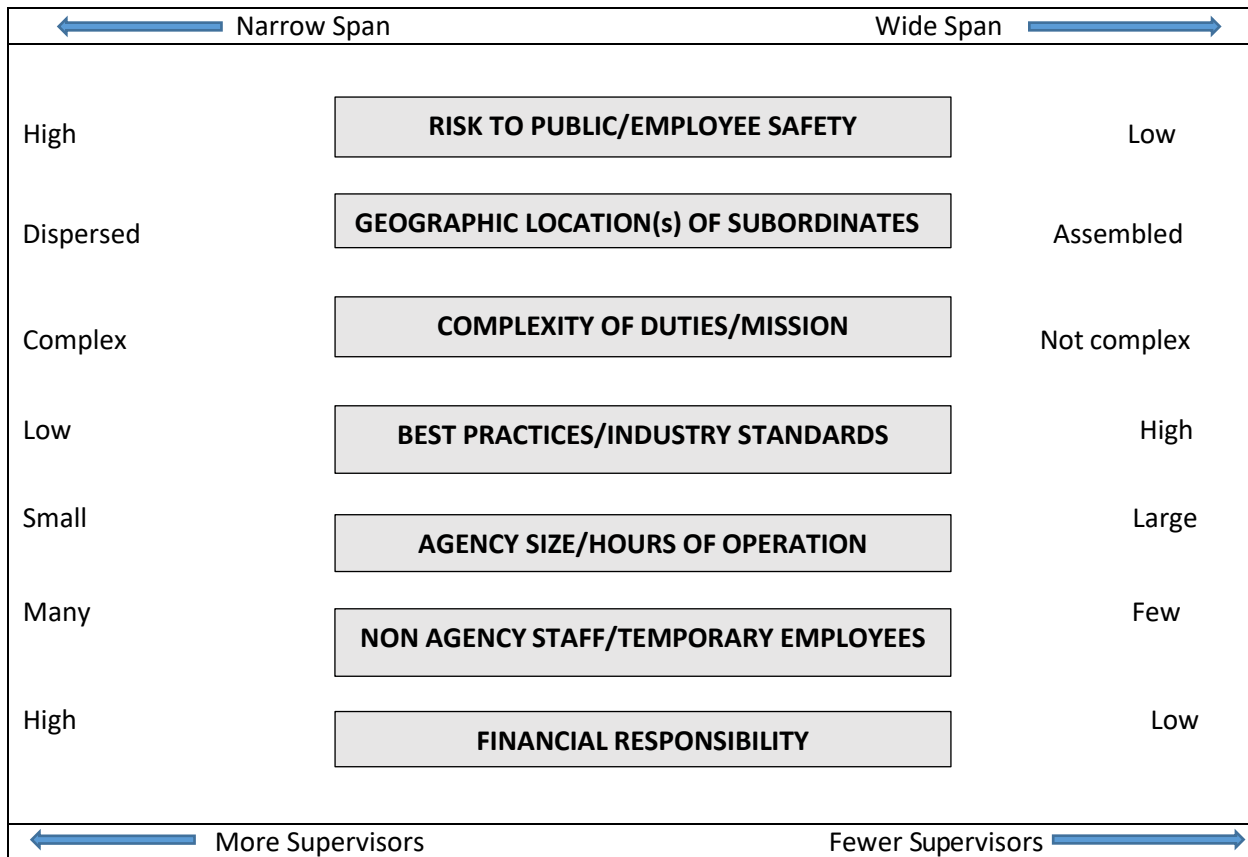 Narrow Span Wide Span
High RISK TO PUBLIC/EMPLOYEE SAFETY Low
Dispersed GEOGRAPHIC LOCATION(s) OF SUBORDINATES Assembled
Complex COMPLEXITY OF DUTIES/MISSION Not complex
Low BEST PRACTICES/INDUSTRY STANDARDS High
Small AGENCY SIZE/HOURS OF OPERATION Large
Many NON AGENCY STAFF/TEMPORARY EMPLOYEES Few
High FINANCIAL RESPONSIBILITY Low
More Supervisors Fewer Supervisors